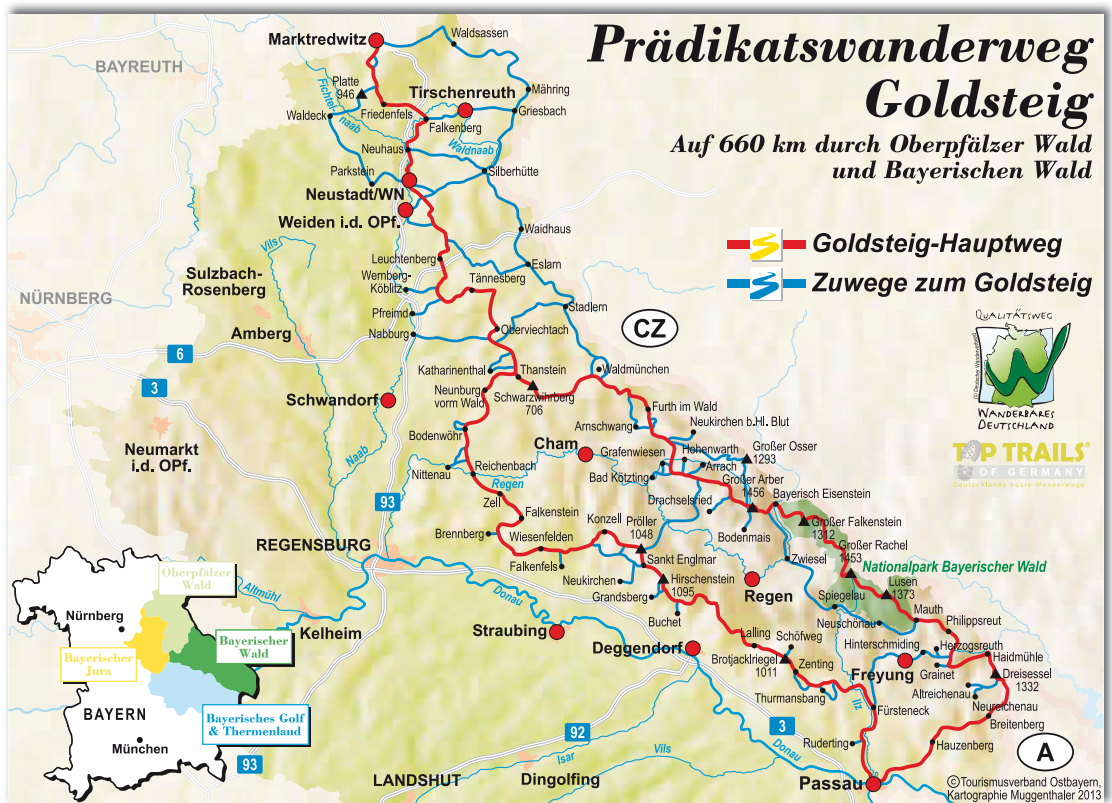 Prädikatswanderweg
Goldsteig
Auf 660 km durch Oberpfälzer Wald
und Bayerischen Wald
Goldsteig-Hauptweg
Zuwege zum Goldsteig
QUALITÄTSWEG
WANDERBARES
DEUTSCHLAND
TOP TRAILS
OF GERMANY
Deutschlands beste Wanderwege
Marktredwitz
Waldsassen
BAYREUTH
Platte
946
Fichtel-
naab
Tirschenreuth
Mähring
Waldeck
Friedenfels
Falkenberg
Griesbach
Waldnaab
Neuhaus
Parkstein
Silberhütte
Neustadt/WN
Weiden i.d. OPf.
Vils
Waidhaus
Leuchtenberg
Eslarn
Sulzbach-
Rosenberg
Wernberg-
Köblitz
Tännesberg
NÜRNBERG
Pfreimd
Stadlern
Amberg
Nabburg
Oberviechtach
CZ
6
3
Katharinenthal
Thanstein
Waldmünchen
Neunburg
vorm Wald
Schwarzwihrberg
706
Schwandorf
Furth im Wald
Arnschwang
Neukirchen b.Hl. Blut
Neumarkt
i.d. OPf.
Bodenwöhr
Cham
Grafenwiesen
Hohenwarth
Großer Osser
1293
Naab
Nittenau
Reichenbach
Bad Kötzting
Arrach
Regen
Großer Arber
1456
Bayerisch Eisenstein
Drachselsried
93
Zell
Falkenstein
Konzell
Pröller
1048
Bodenmais
Großer Falkenstein
1312
Brennberg
Wiesenfelden
REGENSBURG
Falkenfels
Sankt Englmar
Zwiesel
Großer Rachel
1453
Nationalpark Bayerischer Wald
Neukirchen
Hirschenstein
1095
Regen
Lusen
1373
Grandsberg
Spiegelau
Altmühl
Donau
Buchet
Neuschönau
Mauth
Philippsreut
Kelheim
Straubing
Lalling
Schöfweg
Hinterschmiding
Herzogsreuth
Deggendorf
Brotjacklriegel
1011
Zenting
Freyung
Grainet
Haidmühle
Dreisessel
1332
Thurmansbang
Altreichenau
Neureichenau
Ilz
Fürsteneck
Breitenberg
3
92
Vils
Donau
Ruderting
Hauzenberg
Isar
A
93
LANDSHUT
Dingolfing
Passau
Oberpfälzer
Wald
Nürnberg
Bayerischer
Wald
Bayerischer
Jura
BAYERN
Bayerisches Golf
& Thermenland
München
©Tourismusverband Ostbayern,
Kartographie Muggenthaler 2013